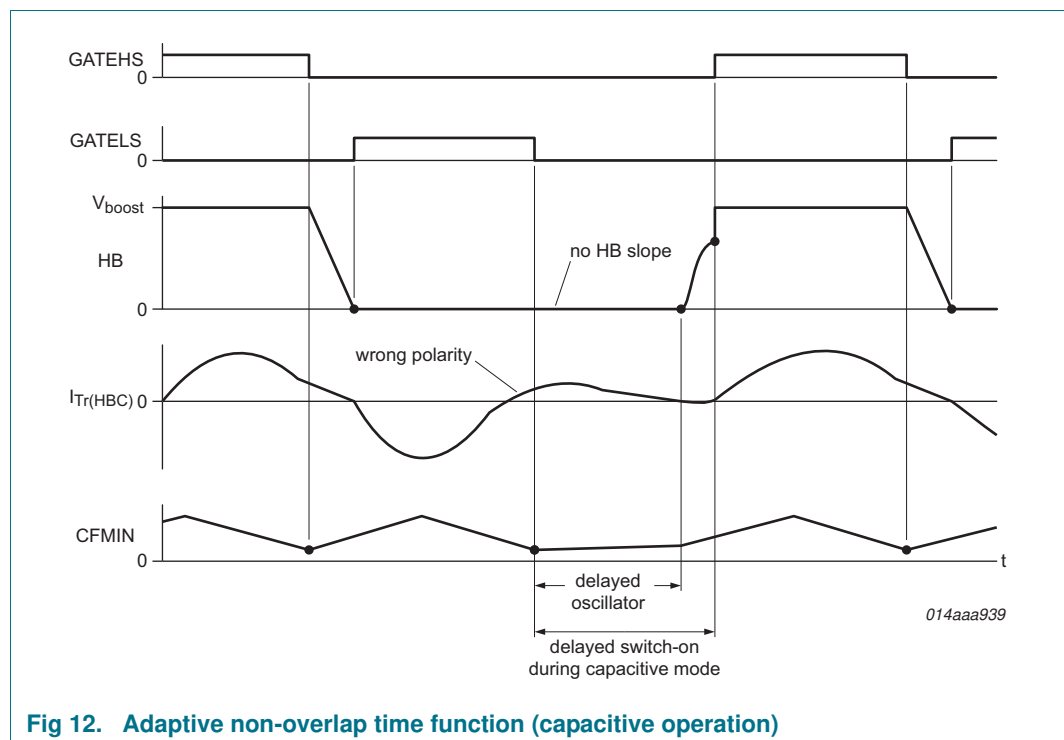 GATEHS
0
GATELS
0
Vboost
HB
no HB slope
0
wrong polarity
ITr(HBC) 0
CFMIN
0
t
delayed
oscillator
014aaa939
delayed switch-on
during capacitive mode
Fig 12. Adaptive non-overlap time function (capacitive operation)